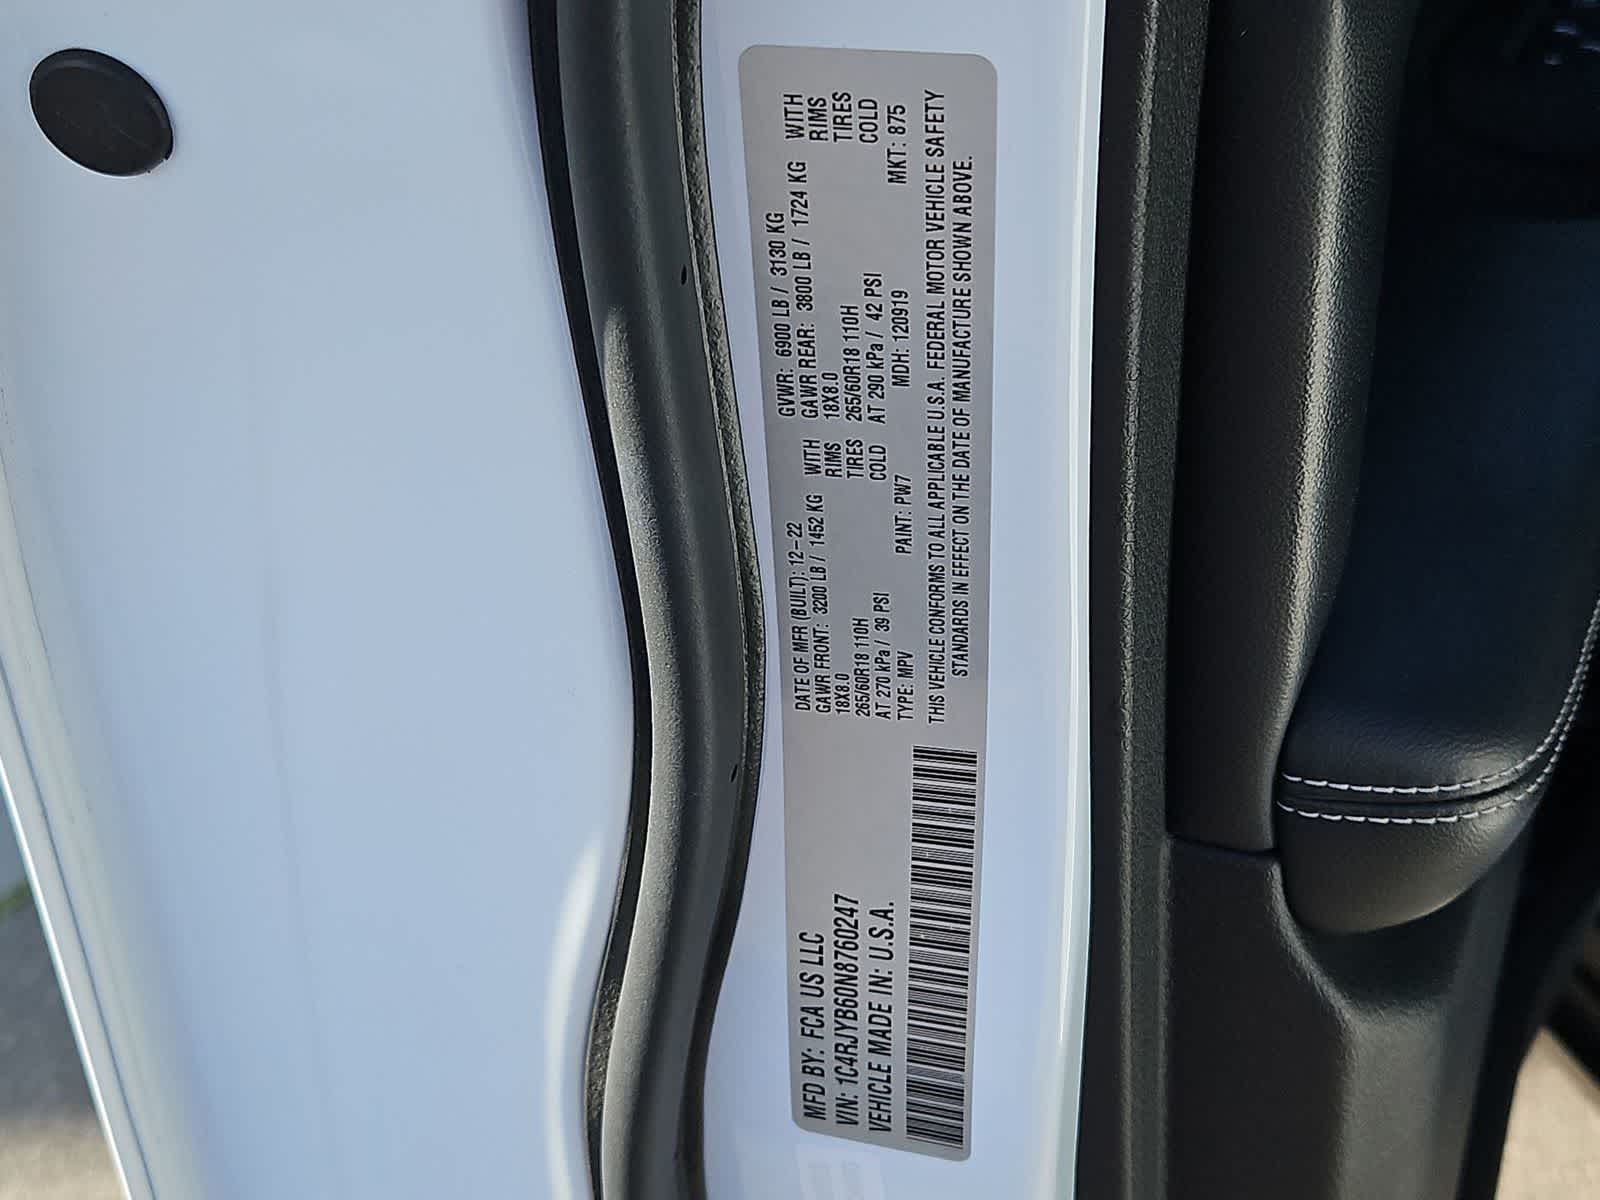 MFD BY: FCA US LLC
VIN: 1C4RJYB60N8760247
VEHICLE MADE IN: U.S.A.
DATE OF MFR (BUILT): 12-22
GVWR: 6900 LB / 3130 KG
GAWR FRONT: 3200 LB / 1452 KG WITH
18X8.0 RIMS
265/60R18 110H TIRES
AT 270 kPa / 39 PSI COLD
GAWR REAR: 3800 LB / 1724 KG WITH
18X8.0 RIMS
265/60R18 110H TIRES
AT 290 kPa / 42 PSI COLD
TYPE: MPV PAINT: PW7 MDH: 120919 MKT: 875
THIS VEHICLE CONFORMS TO ALL APPLICABLE U.S.A. FEDERAL MOTOR VEHICLE SAFETY
STANDARDS IN EFFECT ON THE DATE OF MANUFACTURE SHOWN ABOVE.